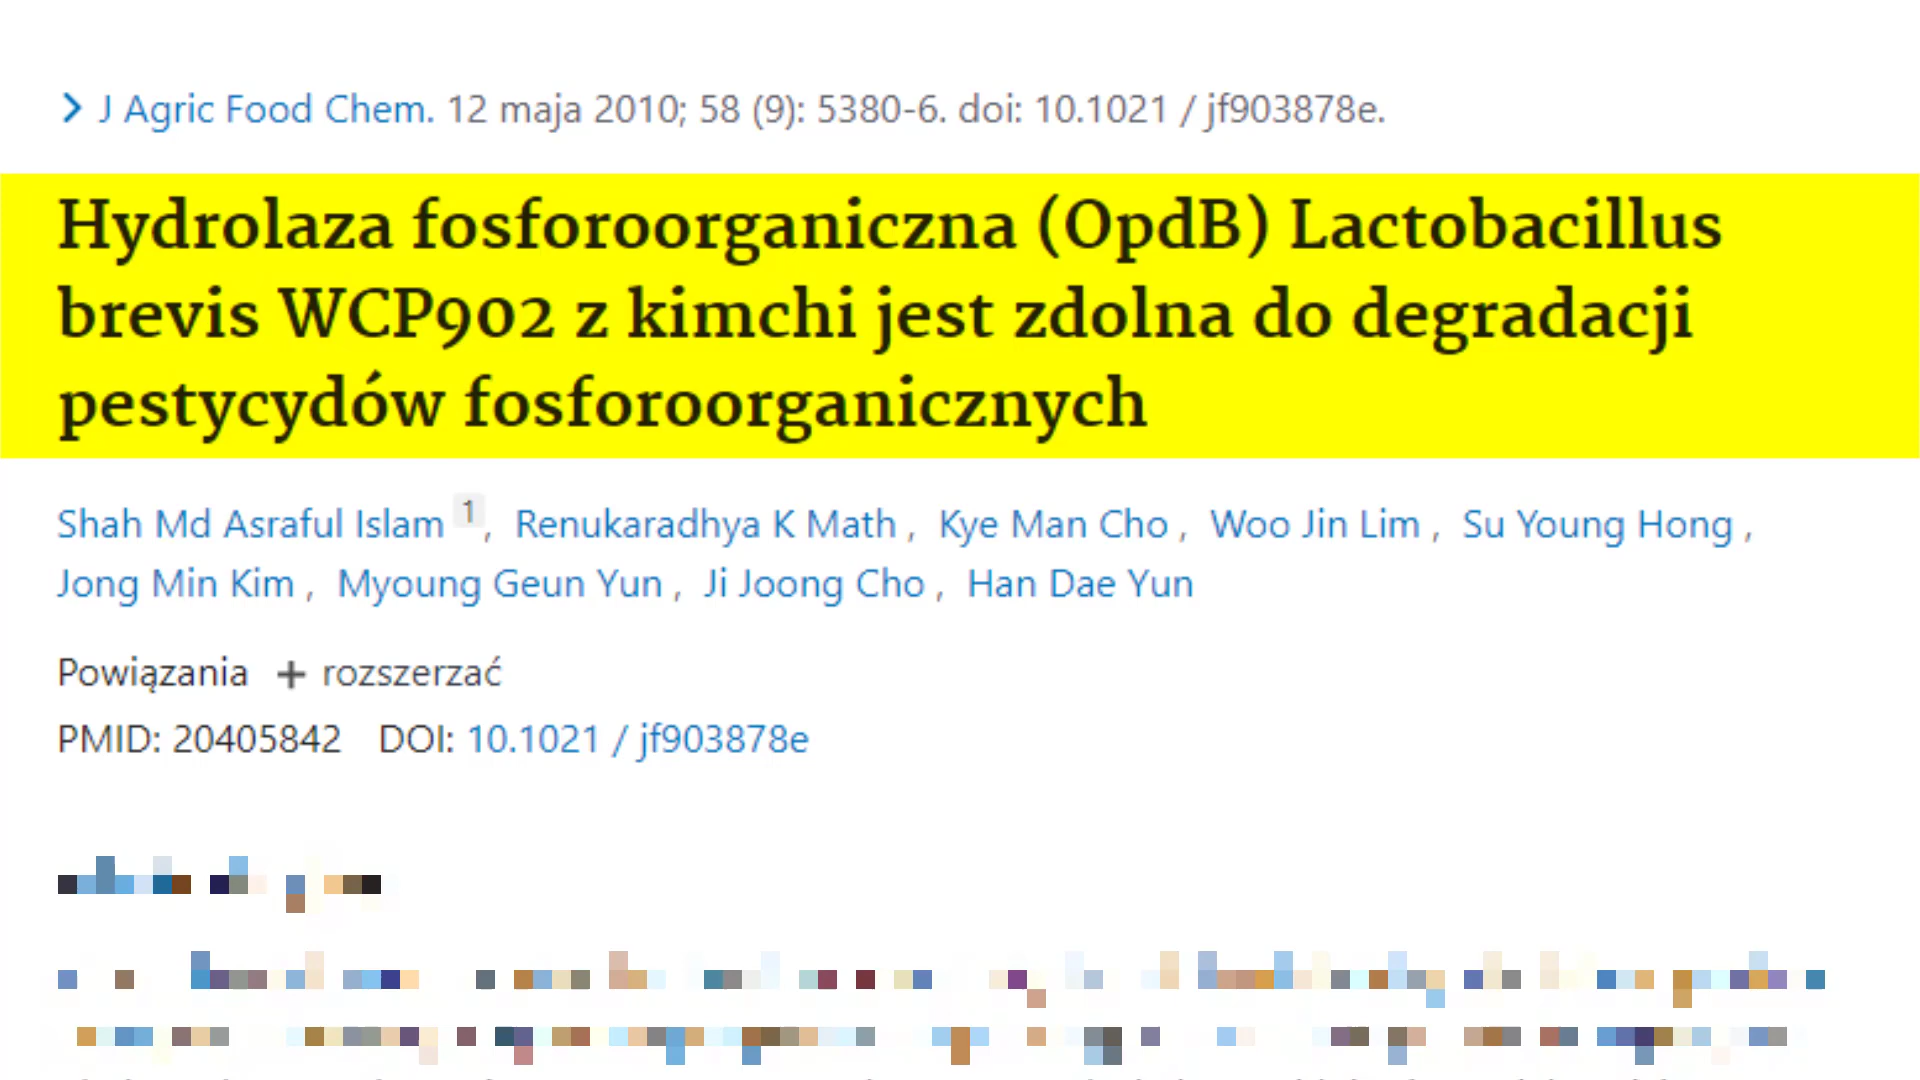 J Agric Food Chem. 12 maja 2010; 58 (9): 5380-6. doi: 10.1021 / jf903878e.
Hydrolaza fosforoorganiczna (OpdB) Lactobacillus
brevis WCP902 z kimchi jest zdolna do degradacji
pestycydów fosforoorganicznych
Shah Md Asraful Islam 1, Renukaradhya K Math , Kye Man Cho , Woo Jin Lim , Su Young Hong ,
Jong Min Kim , Myoung Geun Yun , Ji Joong Cho , Han Dae Yun
Powiązania + rozszerzać
PMID: 20405842 DOI: 10.1021 / jf903878e